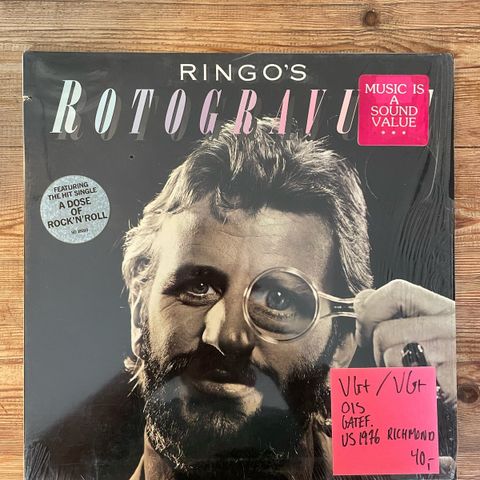 RINGO'S
ROTOGRAVU
MUSIC IS
A
SOUND
VALUE
FEATURING
THE HIT SINGLE
A DOSE
OF
ROCK'N'ROLL
VG+ / VG+
OIS
GATEF.
US 1976 RICHMOND
40,-